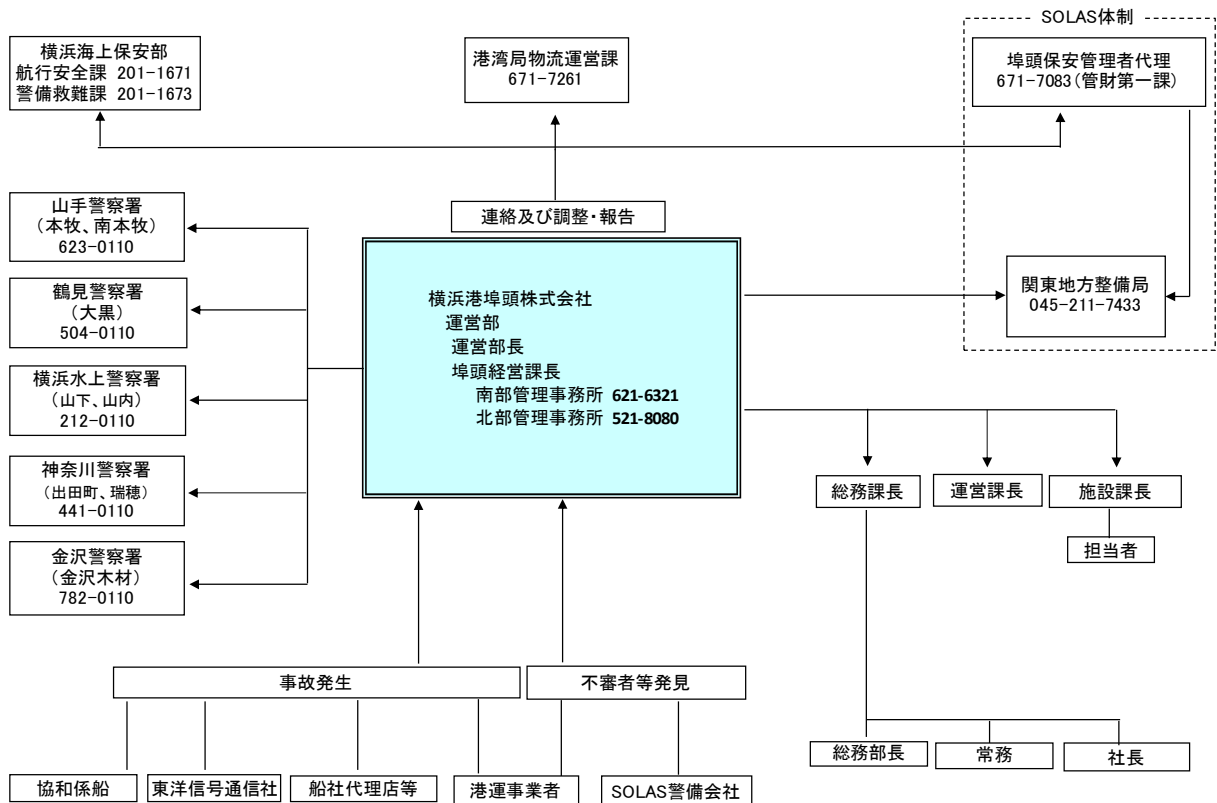 SOLAS体制
横浜海上保安部
航行安全課 201-1671
警備救難課 201-1673
港湾局物流運営課
671-7261
埠頭保安管理者代理
671-7083(管財第一課)
連絡及び調整・報告
山手警察署
(本牧、南本牧)
623-0110
鶴見警察署
(大黒)
504-0110
横浜水上警察署
(山下、山内)
212-0110
神奈川警察署
(出田町、瑞穂)
441-0110
金沢警察署
(金沢木材)
782-0110
横浜港埠頭株式会社
運営部
運営部長
埠頭経営課長
南部管理事務所 621-6321
北部管理事務所 521-8080
関東地方整備局
045-211-7433
総務課長
運営課長
施設課長
担当者
事故発生
不審者等発見
総務部長
常務
社長
協和係船
東洋信号通信社
船社代理店等
港運事業者
SOLAS警備会社